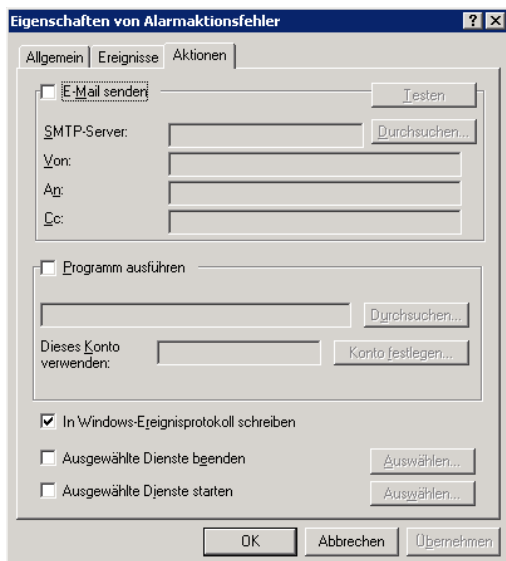 Eigenschaften von Alarmaktionsfehler
Allgemein Ereignisse Aktionen
E-Mail senden Testen
SMTP-Server: Durchsuchen...
Von:
An:
Cc:
Programm ausführen
Durchsuchen...
Dieses Konto verwenden: Konto festlegen...
In Windows-Ereignisprotokoll schreiben
Ausgewählte Dienste beenden Auswählen...
Ausgewählte Dienste starten Auswählen...
OK Abbrechen Übernehmen